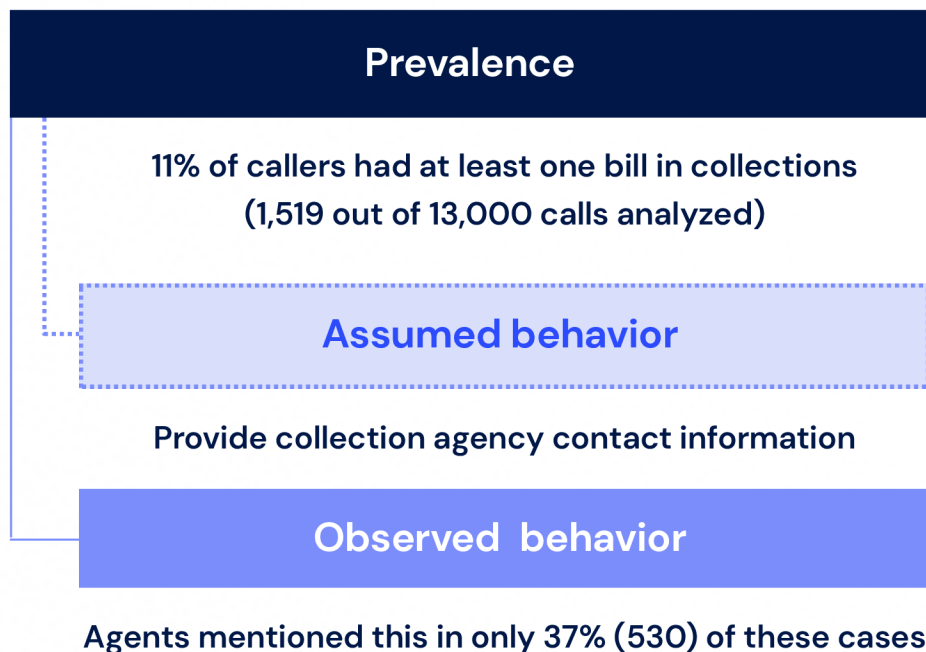 Prevalence
11% of callers had at least one bill in collections
(1,519 out of 13,000 calls analyzed)
Assumed behavior
Provide collection agency contact information
Observed  behavior
Agents mentioned this in only 37% (530) of these cases